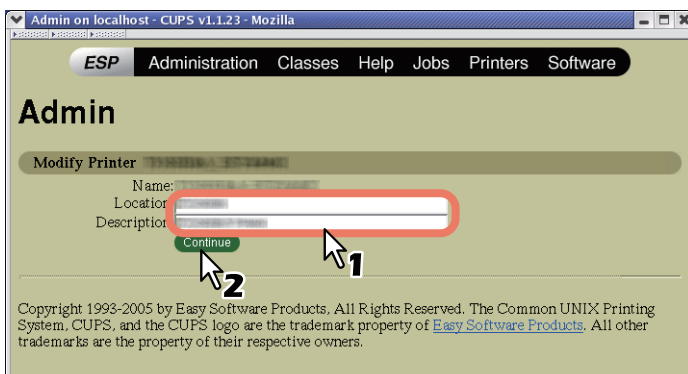 Admin on localhost - CUPS v1.1.23 - Mozilla
ESP Administration Classes Help Jobs Printers Software
Admin
Modify Printer
Name:
Location
Description
Continue
1
2
Copyright 1993-2005 by Easy Software Products, All Rights Reserved. The Common UNIX Printing
System, CUPS, and the CUPS logo are the trademark property of Easy Software Products. All other
trademarks are the property of their respective owners.